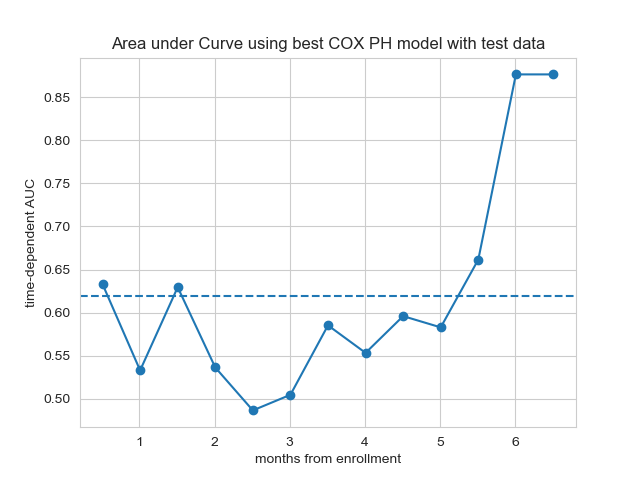 Area under Curve using best COX PH model with test data
time-dependent AUC
0.85
0.80
0.75
0.70
0.65
0.60
0.55
0.50
1 2 3 4 5 6
months from enrollment